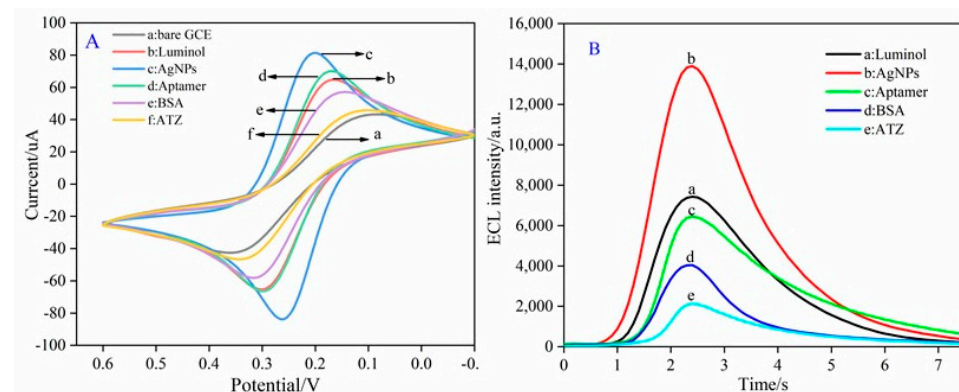 A
a:bare GCE
b:Luminol
c:AgNPs
d:Aptamer
e:BSA
f:ATZ
c
d
b
e
f
a
100
80
60
40
20
0
-20
-40
-60
-80
-100
Currcent/uA
0.6
0.5
0.4
0.3
0.2
0.1
0.0
-0.
Potential/V
B
a:Luminol
b:AgNPs
c:Aptamer
d:BSA
e:ATZ
b
a
c
d
e
16,000
14,000
12,000
10,000
8,000
6,000
4,000
2,000
0
ECL intensity/a.u.
0
1
2
3
4
5
6
7
Time/s